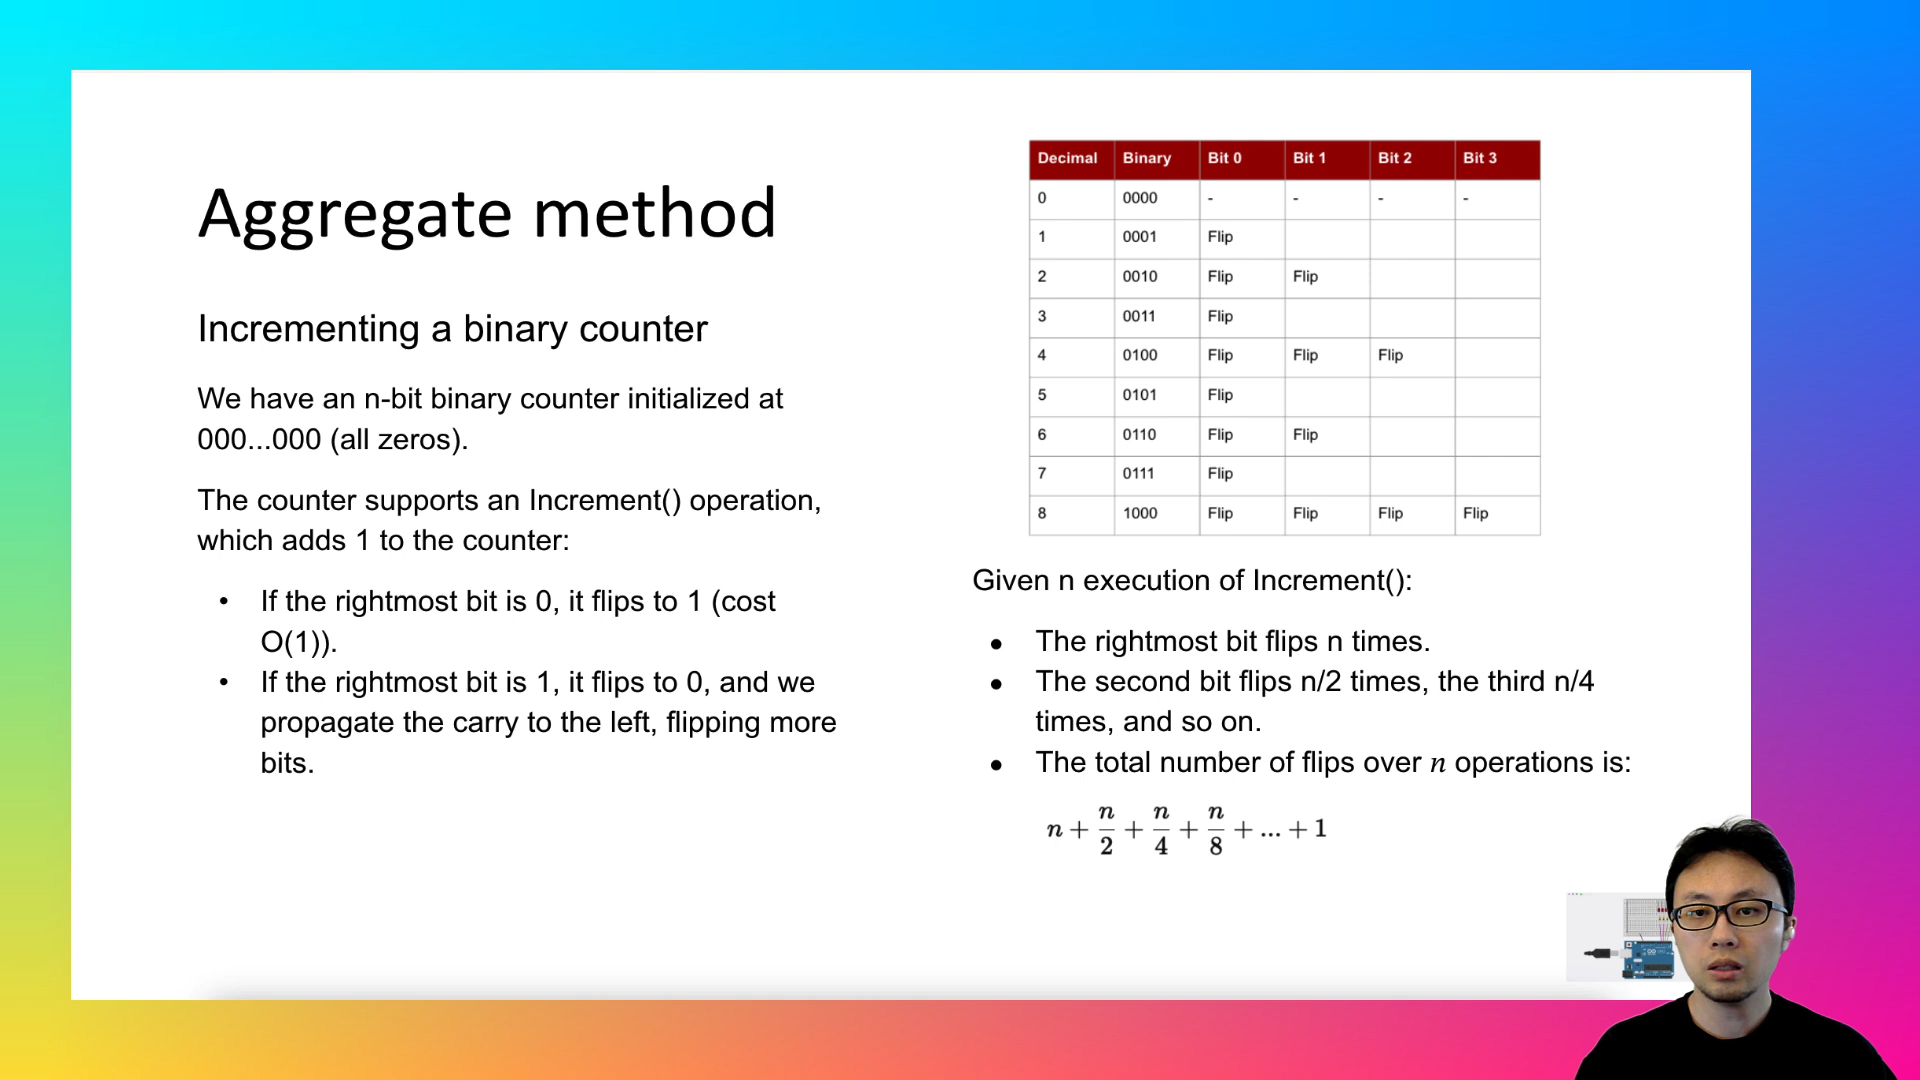 Aggregate method
Incrementing a binary counter
We have an n-bit binary counter initialized at
000...000 (all zeros).
The counter supports an Increment() operation,
which adds 1 to the counter:
• If the rightmost bit is 0, it flips to 1 (cost
O(1)).
• If the rightmost bit is 1, it flips to 0, and we
propagate the carry to the left, flipping more
bits.
Decimal Binary Bit 0 Bit 1 Bit 2 Bit 3
0 0000 - - - -
1 0001 Flip
2 0010 Flip Flip
3 0011 Flip
4 0100 Flip Flip Flip
5 0101 Flip
6 0110 Flip Flip
7 0111 Flip
8 1000 Flip Flip Flip Flip
Given n execution of Increment():
● The rightmost bit flips n times.
● The second bit flips n/2 times, the third n/4
times, and so on.
● The total number of flips over n operations is:
n + n/2 + n/4 + n/8 + ... + 1